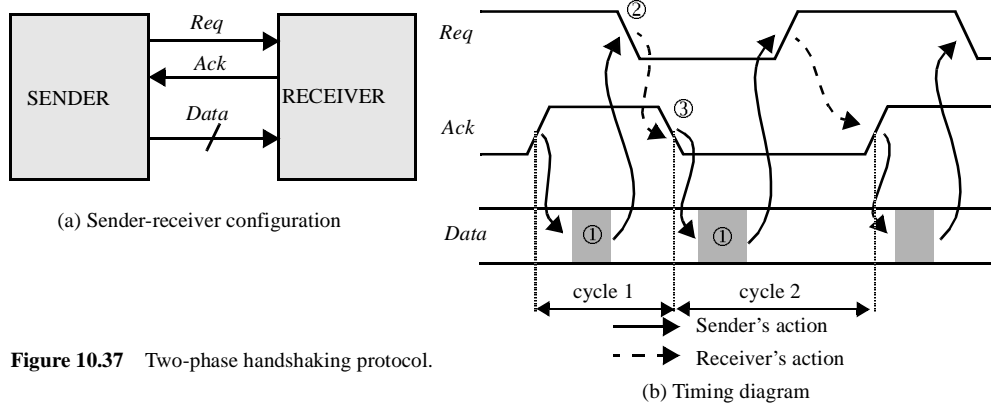 Req
Ack
SENDER
RECEIVER
Data
(a) Sender-receiver configuration
Req
②
Ack
③
Data
①
①
cycle 1
cycle 2
Sender's action
Receiver's action
(b) Timing diagram
Figure 10.37 Two-phase handshaking protocol.